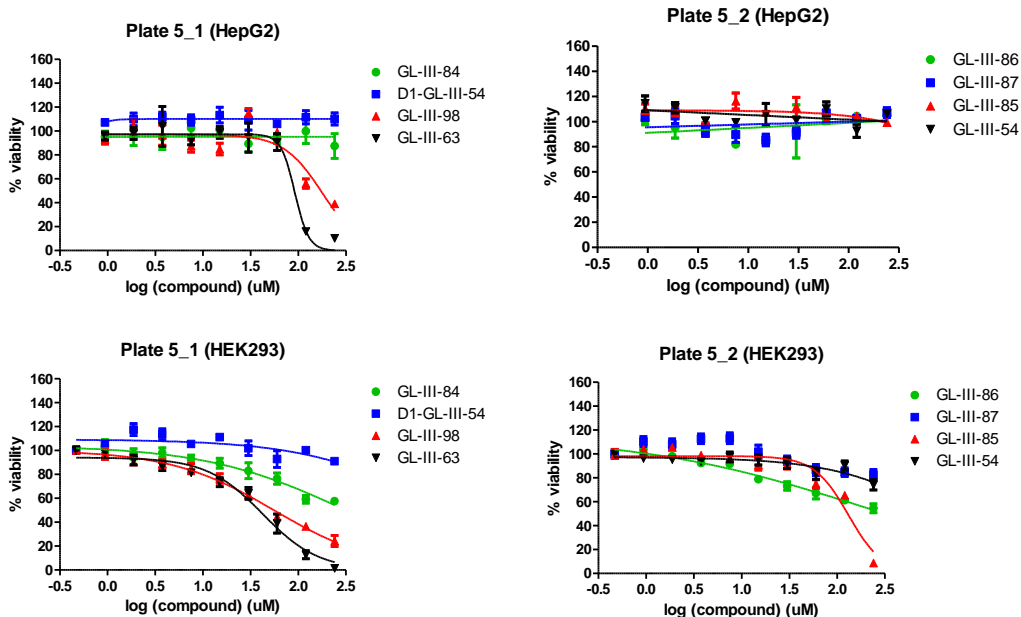 Plate 5_1 (HepG2)
% viability
160
140
120
100
80
60
40
20
0
-0.5 0.0 0.5 1.0 1.5 2.0 2.5
log (compound) (uM)
GL-III-84
D1-GL-III-54
GL-III-98
GL-III-63
Plate 5_2 (HepG2)
% viability
160
140
120
100
80
60
40
20
0
-0.5 0.0 0.5 1.0 1.5 2.0 2.5
log (compound) (uM)
GL-III-86
GL-III-87
GL-III-85
GL-III-54
Plate 5_1 (HEK293)
% viability
160
140
120
100
80
60
40
20
0
-0.5 0.0 0.5 1.0 1.5 2.0 2.5
log (compound) (uM)
GL-III-84
D1-GL-III-54
GL-III-98
GL-III-63
Plate 5_2 (HEK293)
% viability
160
140
120
100
80
60
40
20
0
-0.5 0.0 0.5 1.0 1.5 2.0 2.5
log (compound) (uM)
GL-III-86
GL-III-87
GL-III-85
GL-III-54